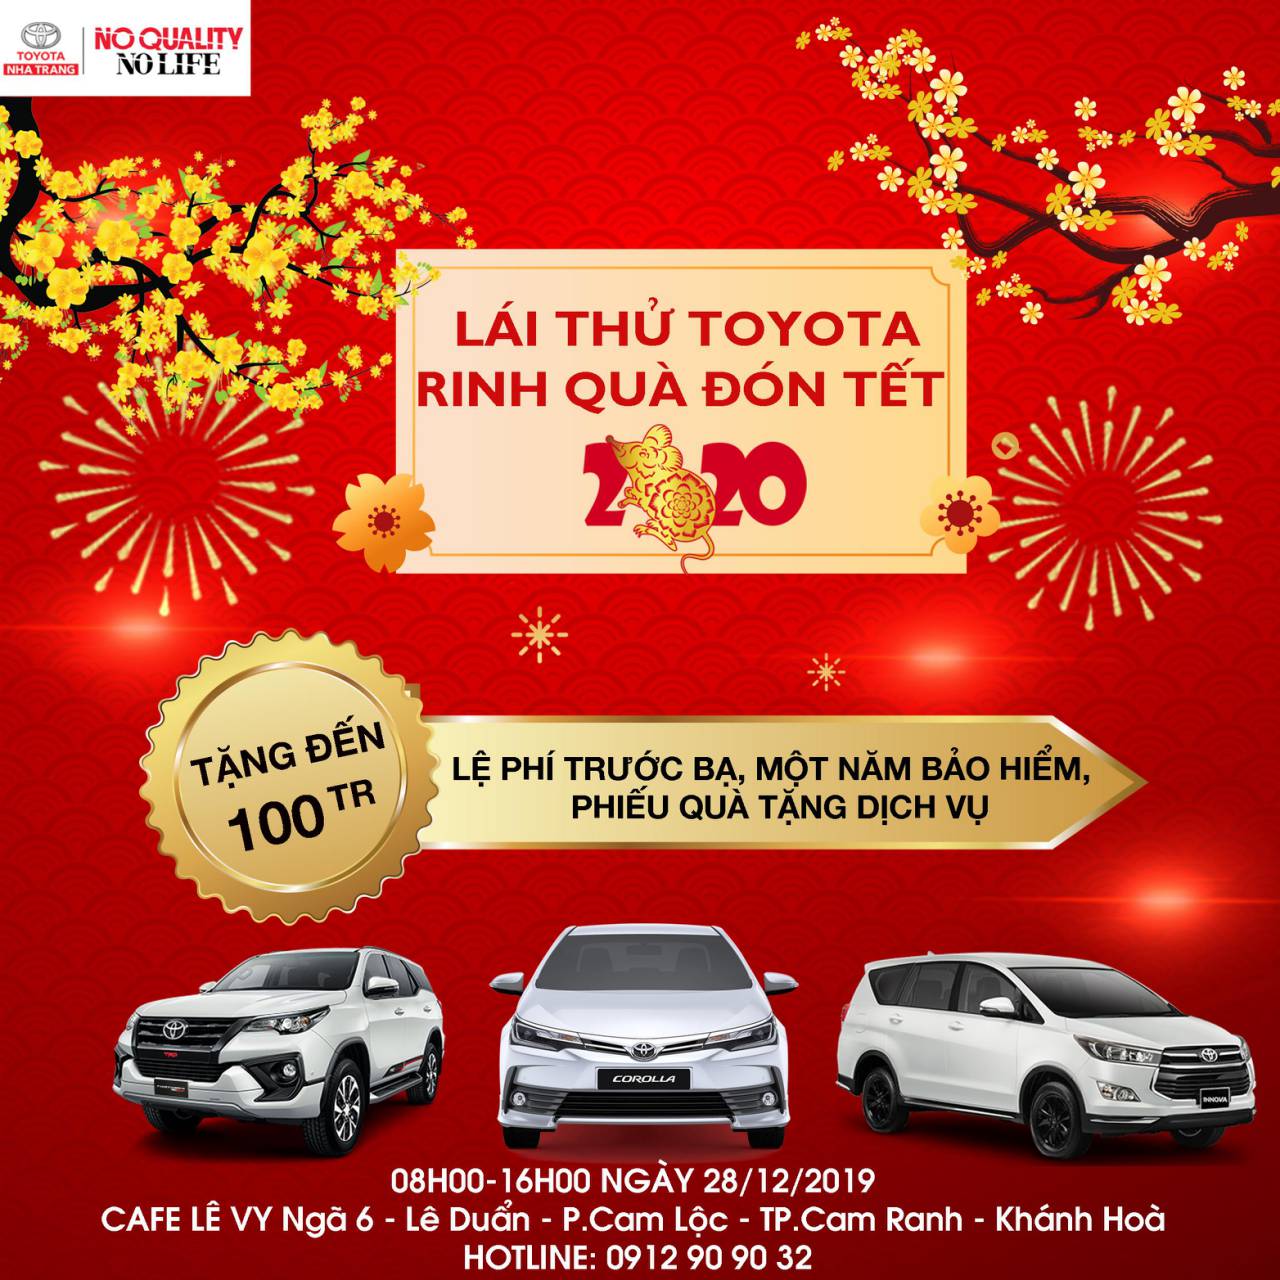 TOYOTA
NHA TRANG
NO QUALITY
NO LIFE
LÁI THỬ TOYOTA
RINH QUÀ ĐÓN TẾT
2020
TẶNG ĐẾN
100 TR
LỆ PHÍ TRƯỚC BẠ, MỘT NĂM BẢO HIỂM,
PHIẾU QUÀ TẶNG DỊCH VỤ
TRD
COROLLA
INNOVA
08H00-16H00 NGÀY 28/12/2019
CAFE LÊ VY Ngã 6 - Lê Duẩn - P.Cam Lộc - TP.Cam Ranh - Khánh Hoà
HOTLINE: 0912 90 90 32